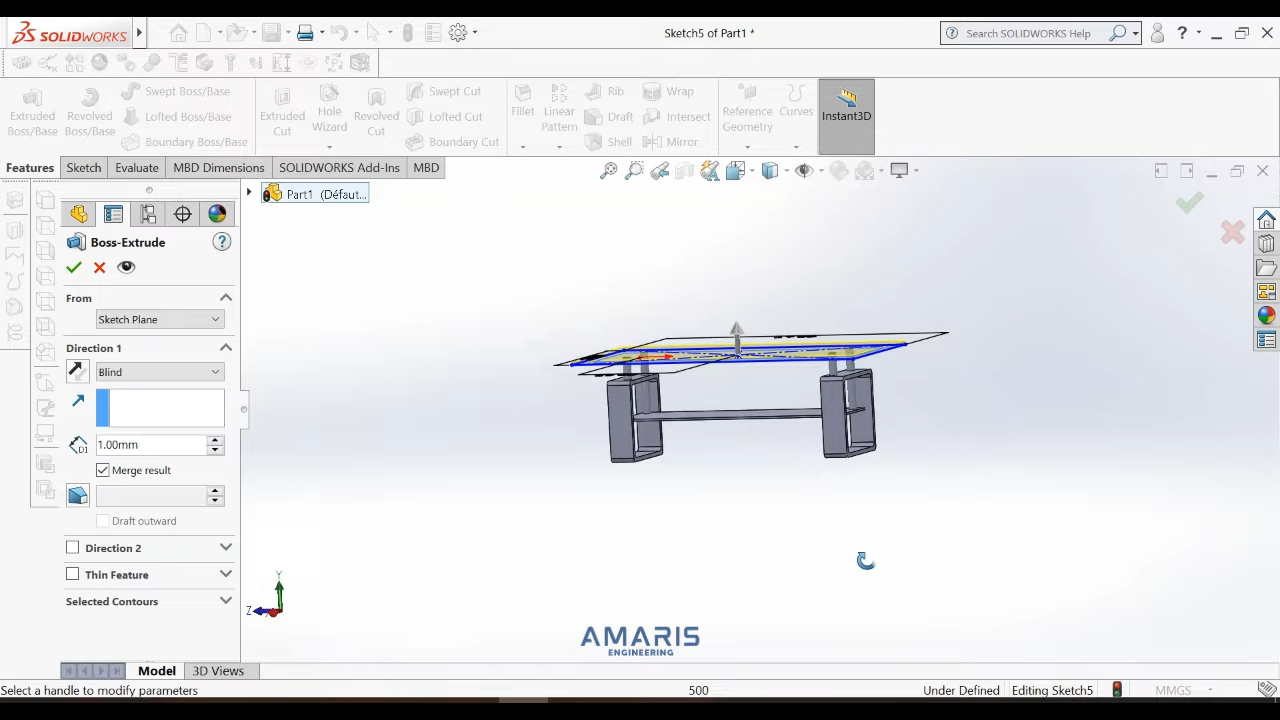 SOLIDWORKS
Sketch5 of Part1 *
Search SOLIDWORKS Help
Extruded Boss/Base
Revolved Boss/Base
Swept Boss/Base
Lofted Boss/Base
Boundary Boss/Base
Extruded Cut
Hole Wizard
Revolved Cut
Swept Cut
Lofted Cut
Boundary Cut
Fillet
Linear Pattern
Rib
Draft
Shell
Wrap
Intersect
Mirror
Reference Geometry
Curves
Instant3D
Features
Sketch
Evaluate
MBD Dimensions
SOLIDWORKS Add-Ins
MBD
Part1 (Défaut...
Boss-Extrude
From
Sketch Plane
Direction 1
Blind
D1
1.00mm
Merge result
Draft outward
Direction 2
Thin Feature
Selected Contours
Y
Z
AMARIS
ENGINEERING
Model
3D Views
Select a handle to modify parameters
500
Under Defined
Editing Sketch5
MMGS